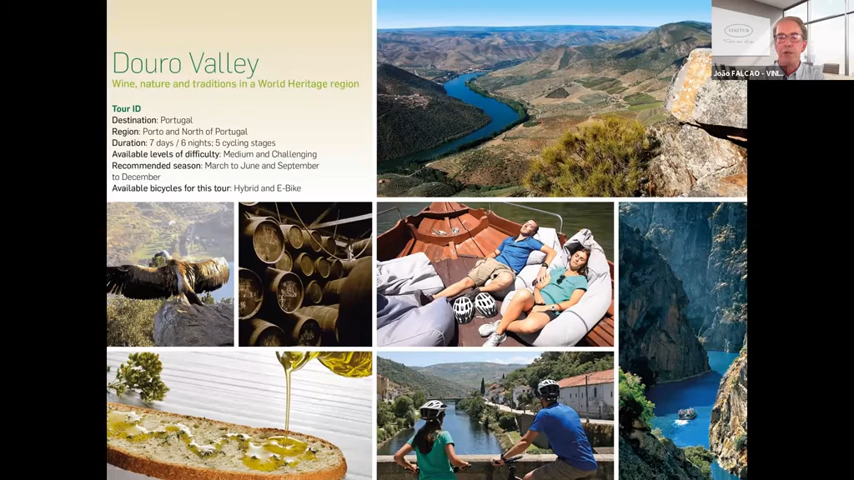 Douro Valley
Wine, nature and traditions in a World Heritage region
Tour ID
Destination: Portugal
Region: Porto and North of Portugal
Duration: 7 days / 6 nights; 5 cycling stages
Available levels of difficulty: Medium and Challenging
Recommended season: March to June and September
to December
Available bicycles for this tour: Hybrid and E-Bike
João FALCAO - VINI...